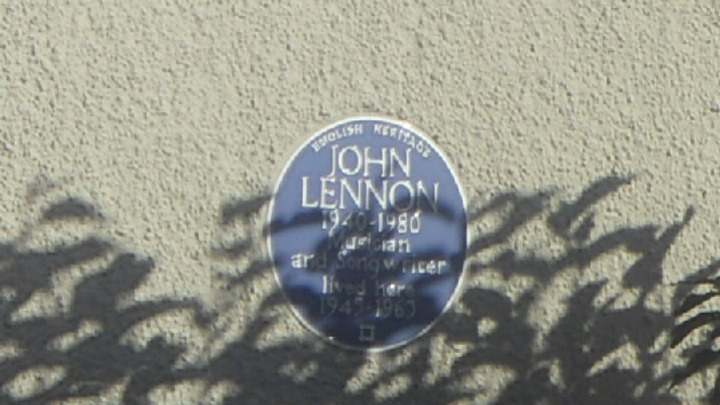 ENGLISH HERITAGE
JOHN
LENNON
1940-1980
Musician
and Songwriter
lived here
1945-1963